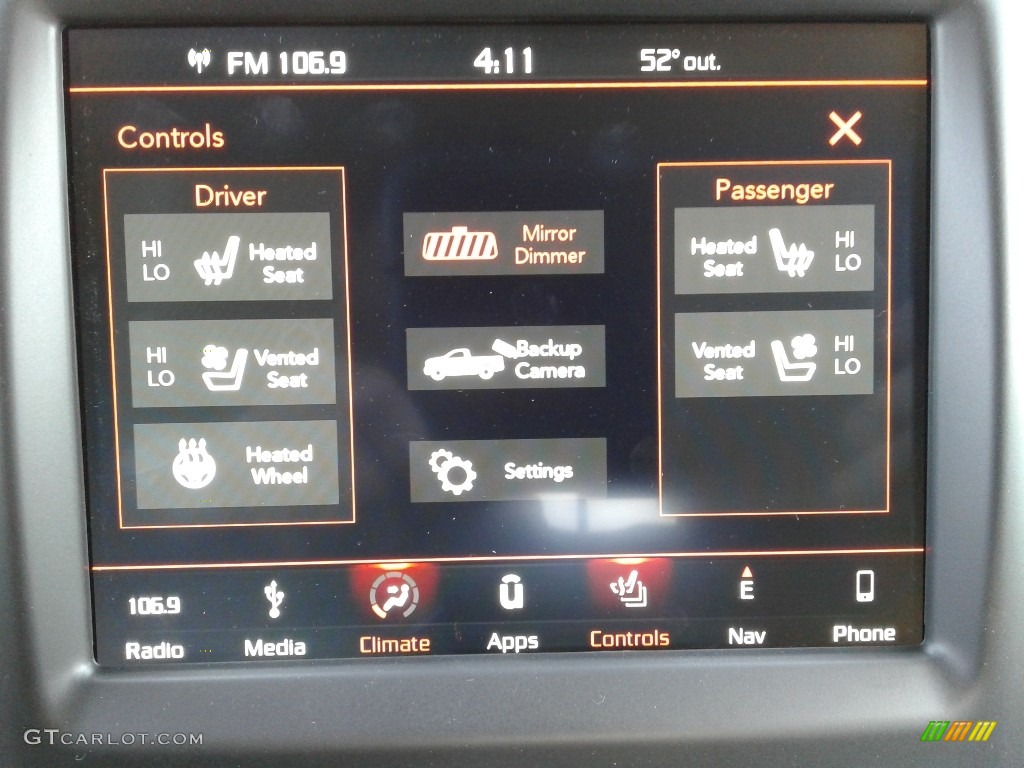 FM 106.9 4:11 52° out.
Controls
Driver
HI
LO
Heated
Seat
HI
LO
Vented
Seat
Heated
Wheel
Mirror
Dimmer
Backup
Camera
Settings
Passenger
Heated
Seat
HI
LO
Vented
Seat
HI
LO
106.9
Radio
Media
Climate
Apps
Controls
E
Nav
Phone
GTCARLOT.COM